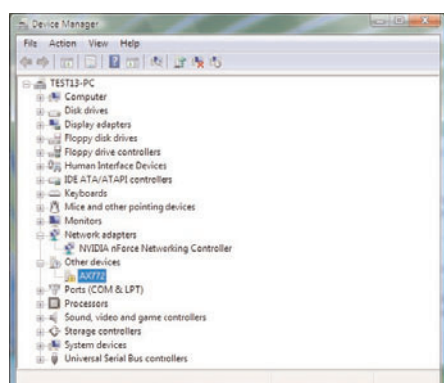 Device Manager
File Action View Help
TEST13-PC
Computer
Disk drives
Display adapters
Floppy disk drives
Floppy drive controllers
Human Interface Devices
IDE ATA/ATAPI controllers
Keyboards
Mice and other pointing devices
Monitors
Network adapters
NVIDIA nForce Networking Controller
Other devices
AX772
Ports (COM & LPT)
Processors
Sound, video and game controllers
Storage controllers
System devices
Universal Serial Bus controllers